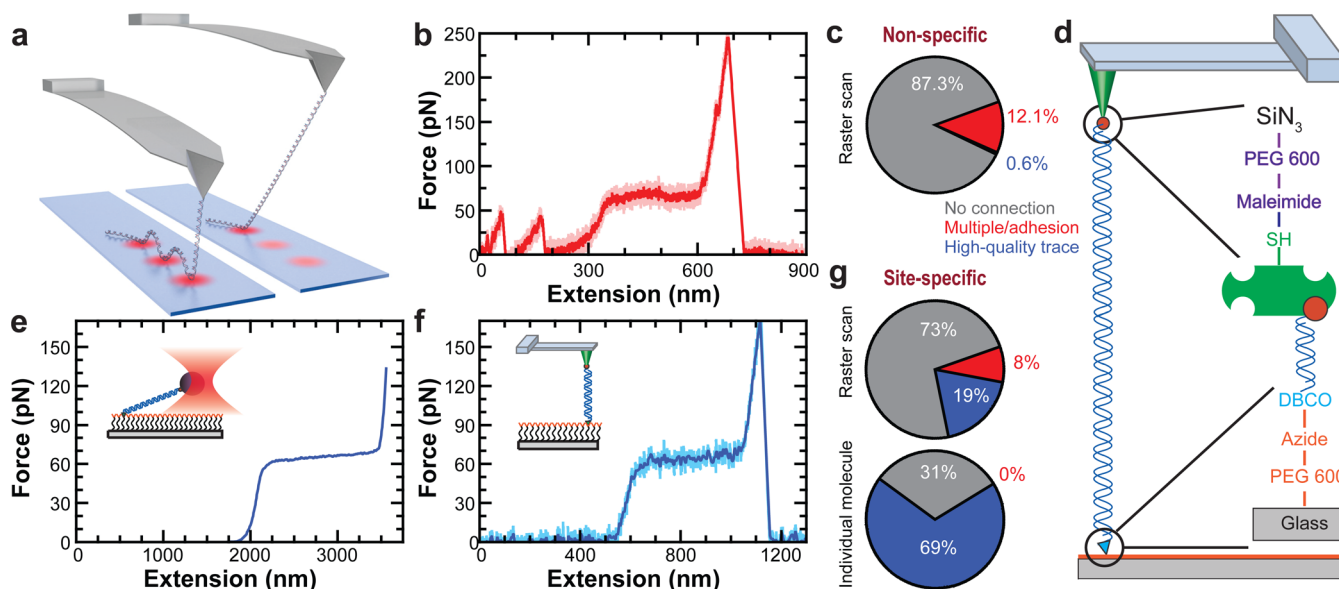 a
b
Force (pN)
250
200
150
100
50
0
0
300
600
900
Extension (nm)
c
Non-specific
Raster scan
87.3%
12.1%
0.6%
No connection
Multiple/adhesion
High-quality trace
d
SiN3
PEG 600
Maleimide
SH
DBCO
Azide
PEG 600
Glass
e
Force (pN)
150
120
90
60
30
0
0
1000
2000
3000
Extension (nm)
f
Force (pN)
150
120
90
60
30
0
0
400
800
1200
Extension (nm)
g
Site-specific
Raster scan
73%
8%
19%
Individual molecule
31%
0%
69%